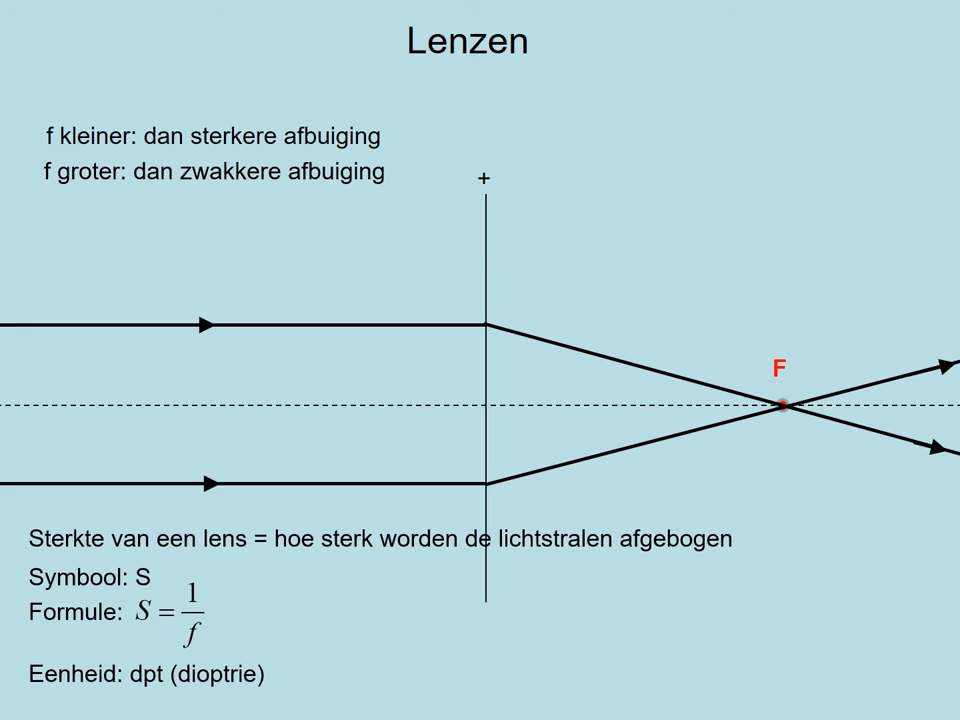 Lenzen
f kleiner: dan sterkere afbuiging
f groter: dan zwakkere afbuiging
+
F
Sterkte van een lens = hoe sterk worden de lichtstralen afgebogen
Symbool: S
Formule: S = 1/f
Eenheid: dpt (dioptrie)